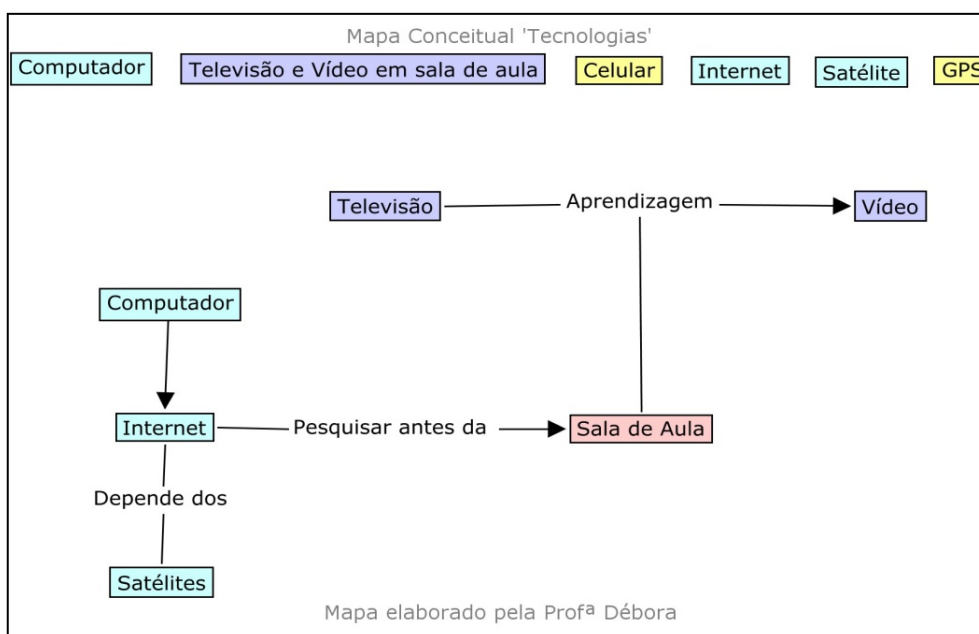 Mapa Conceitual 'Tecnologias'
Computador Televisão e Vídeo em sala de aula Celular Internet Satélite GPS
Televisão Aprendizagem Vídeo
Computador
Internet Pesquisar antes da Sala de Aula
Depende dos
Satélites
Mapa elaborado pela Profª Débora